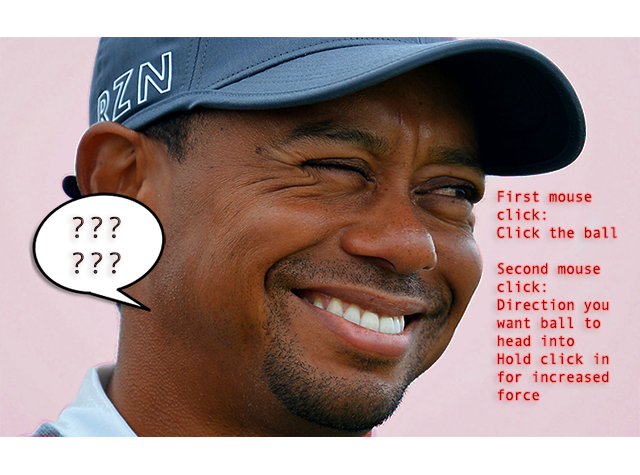 RZN
???
???
First mouse
click:
Click the ball
Second mouse
click:
Direction you
want ball to
head into
Hold click in
for increased
force